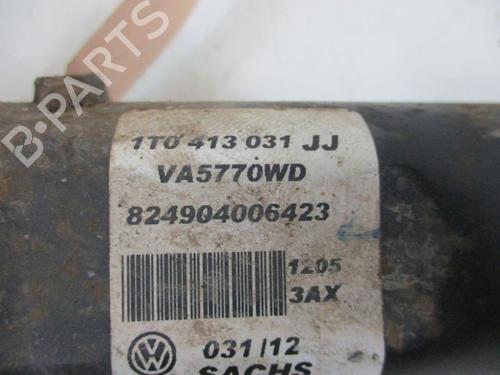 B-PARTS
1T0 413 031 JJ
VA5770WD
824904006423
1205
3AX
031/12
SACHS